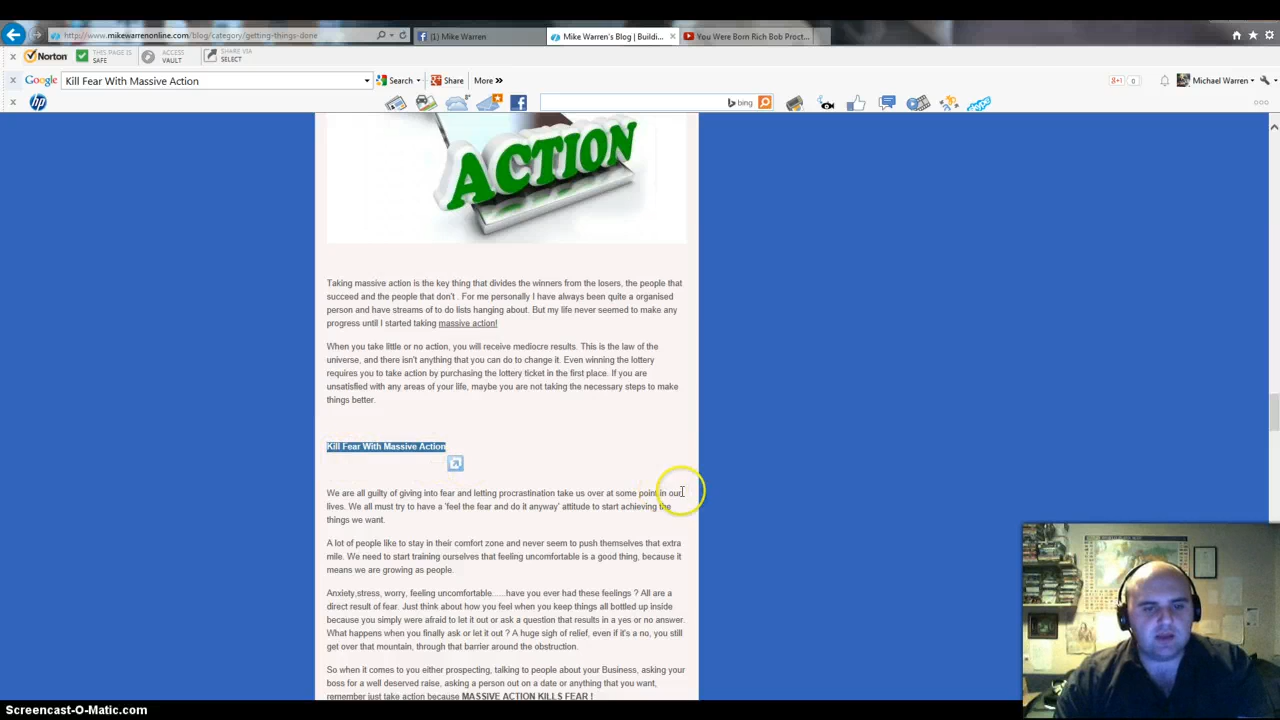 http://www.mikewarrenonline.com/blog/category/getting-things-done
(1) Mike Warren
Mike Warren's Blog | Buildi...
You Were Born Rich Bob Proct...
Norton
THIS PAGE IS SAFE
ACCESS VAULT
SHARE VIA SELECT
Google
Kill Fear With Massive Action
Search
Share
More »
g+1
0
Michael Warren
hp
bing
ACTION
Taking massive action is the key thing that divides the winners from the losers, the people that
succeed and the people that don't . For me personally I have always been quite a organised
person and have streams of to do lists hanging about. But my life never seemed to make any
progress until I started taking massive action!
When you take little or no action, you will receive mediocre results. This is the law of the
universe, and there isn't anything that you can do to change it. Even winning the lottery
requires you to take action by purchasing the lottery ticket in the first place. If you are
unsatisfied with any areas of your life, maybe you are not taking the necessary steps to make
things better.
Kill Fear With Massive Action
We are all guilty of giving into fear and letting procrastination take us over at some point in our
lives. We all must try to have a 'feel the fear and do it anyway' attitude to start achieving the
things we want.
A lot of people like to stay in their comfort zone and never seem to push themselves that extra
mile. We need to start training ourselves that feeling uncomfortable is a good thing, because it
means we are growing as people.
Anxiety,stress, worry, feeling uncomfortable......have you ever had these feelings ? All are a
direct result of fear. Just think about how you feel when you keep things all bottled up inside
because you simply were afraid to let it out or ask a question that results in a yes or no answer.
What happens when you finally ask or let it out ? A huge sigh of relief, even if it's a no, you still
get over that mountain, through that barrier around the obstruction.
So when it comes to you either prospecting, talking to people about your Business, asking your
boss for a well deserved raise, asking a person out on a date or anything that you want,
remember just take action because MASSIVE ACTION KILLS FEAR !
Screencast-O-Matic.com